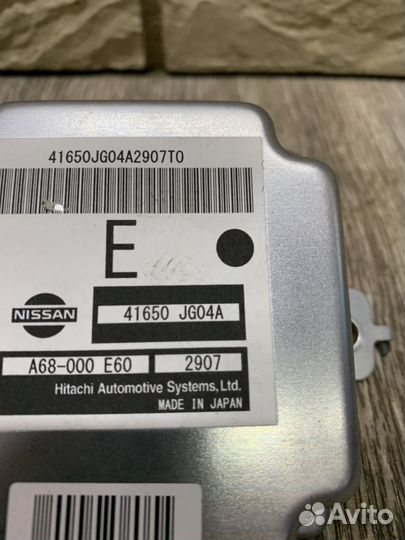 41650JG04A2907T0
E
NISSAN
41650 JG04A
A68-000 E60
2907
Hitachi Automotive Systems, Ltd.
MADE IN JAPAN
Avito